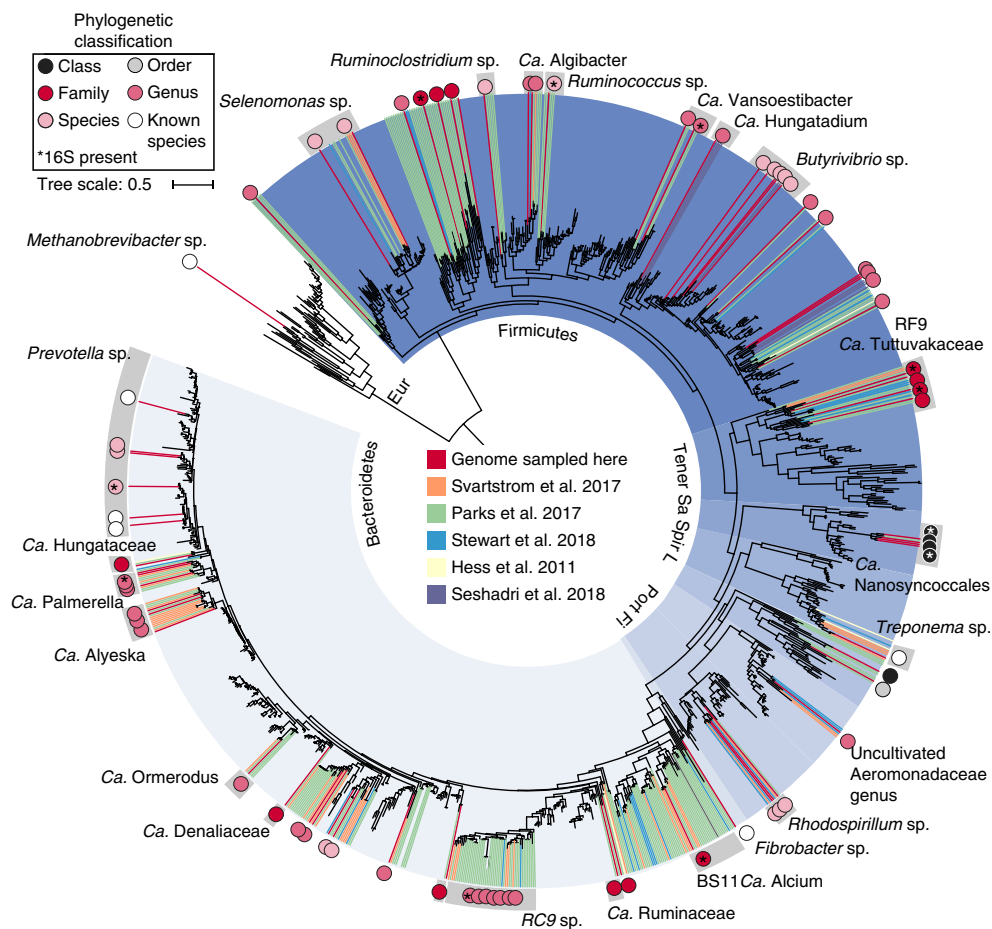 Phylogenetic
classification
Class
Order
Family
Genus
Species
Known
species
*16S present
Tree scale: 0.5
Selenomonas sp.
Ruminoclostridium sp.
Ca. Algibacter
Ruminococcus sp.
Ca. Vansoestibacter
Ca. Hungatadium
Butyrivibrio sp.
RF9
Ca. Tuttuvakaceae
Methanobrevibacter sp.
Prevotella sp.
Eur
Firmicutes
Tener Sa Spir L
Port Fi
Bacteroidetes
Genome sampled here
Svartstrom et al. 2017
Parks et al. 2017
Stewart et al. 2018
Hess et al. 2011
Seshadri et al. 2018
Ca.
Nanosyncoccales
Treponema sp.
Uncultivated
Aeromonadaceae
genus
Rhodospirillum sp.
Fibrobacter sp.
BS11 Ca. Alcium
Ca. Ruminaceae
RC9 sp.
Ca. Denaliaceae
Ca. Ormerodus
Ca. Alyeska
Ca. Palmerella
Ca. Hungataceae